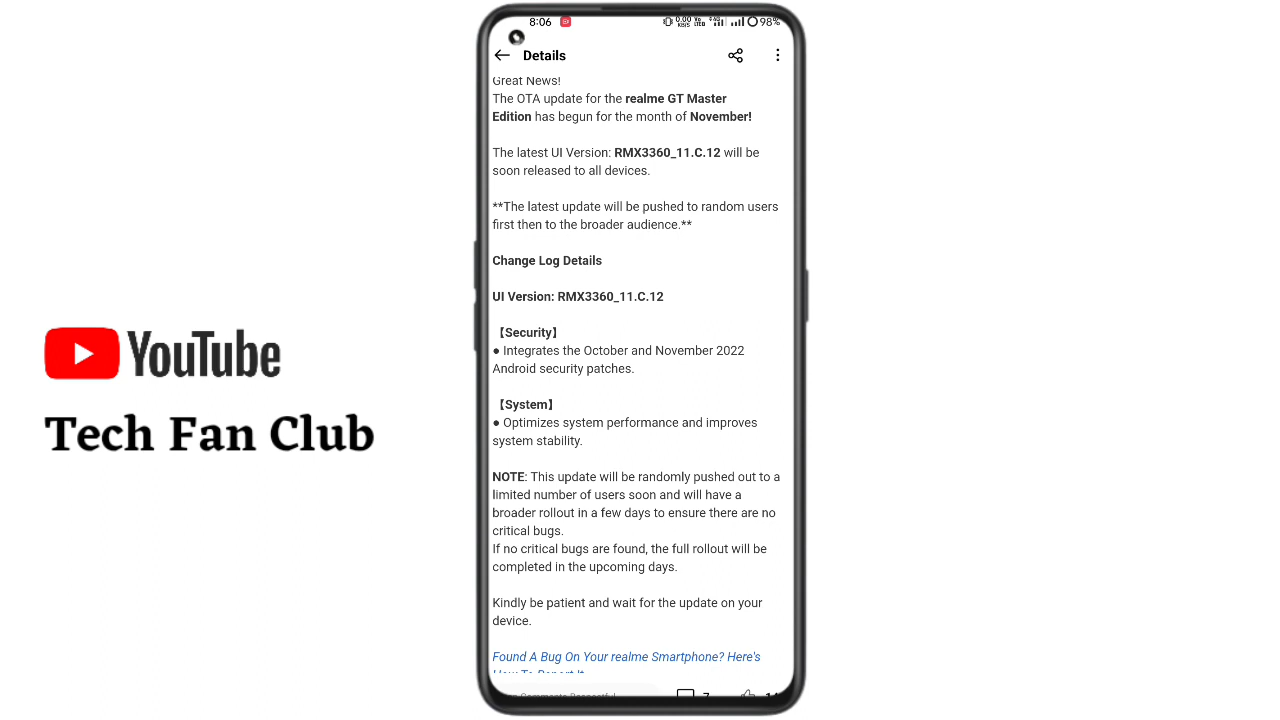 8:06
0.00
KB/S
98%
Details
Great News!
The OTA update for the realme GT Master
Edition has begun for the month of November!
The latest UI Version: RMX3360_11.C.12 will be
soon released to all devices.
**The latest update will be pushed to random users
first then to the broader audience.**
Change Log Details
UI Version: RMX3360_11.C.12
【Security】
● Integrates the October and November 2022
Android security patches.
【System】
● Optimizes system performance and improves
system stability.
NOTE: This update will be randomly pushed out to a
limited number of users soon and will have a
broader rollout in a few days to ensure there are no
critical bugs.
If no critical bugs are found, the full rollout will be
completed in the upcoming days.
Kindly be patient and wait for the update on your
device.
Found A Bug On Your realme Smartphone? Here's
How To Report It
YouTube
Tech Fan Club